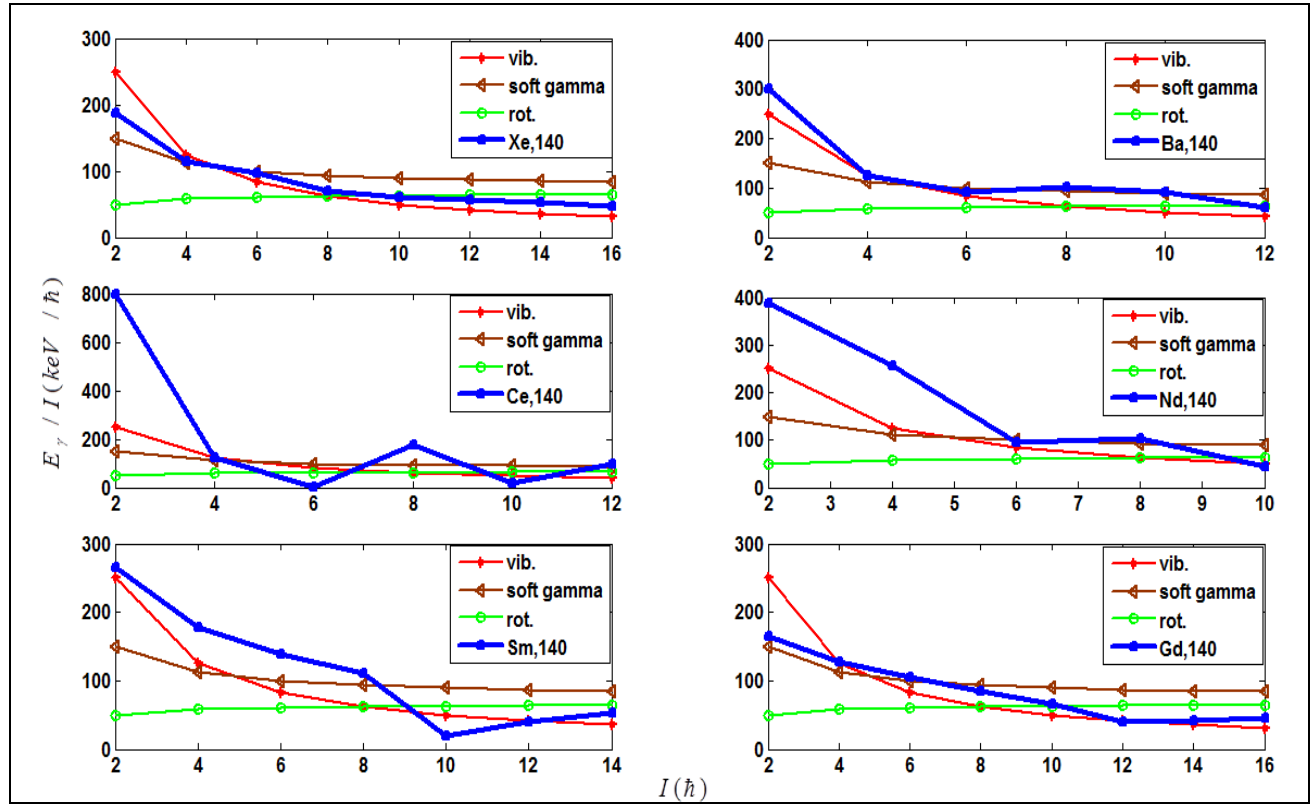 300
200
100
0
2 4 6 8 10 12 14 16
vib.
soft gamma
rot.
Xe,140
400
300
200
100
0
2 4 6 8 10 12
vib.
soft gamma
rot.
Ba,140
E γ / I (keV / ħ)
800
600
400
200
0
2 4 6 8 10 12
vib.
soft gamma
rot.
Ce,140
400
300
200
100
0
2 3 4 5 6 7 8 9 10
vib.
soft gamma
rot.
Nd,140
300
200
100
0
2 4 6 8 10 12 14
vib.
soft gamma
rot.
Sm,140
300
200
100
0
2 4 6 8 10 12 14 16
vib.
soft gamma
rot.
Gd,140
I (ħ)